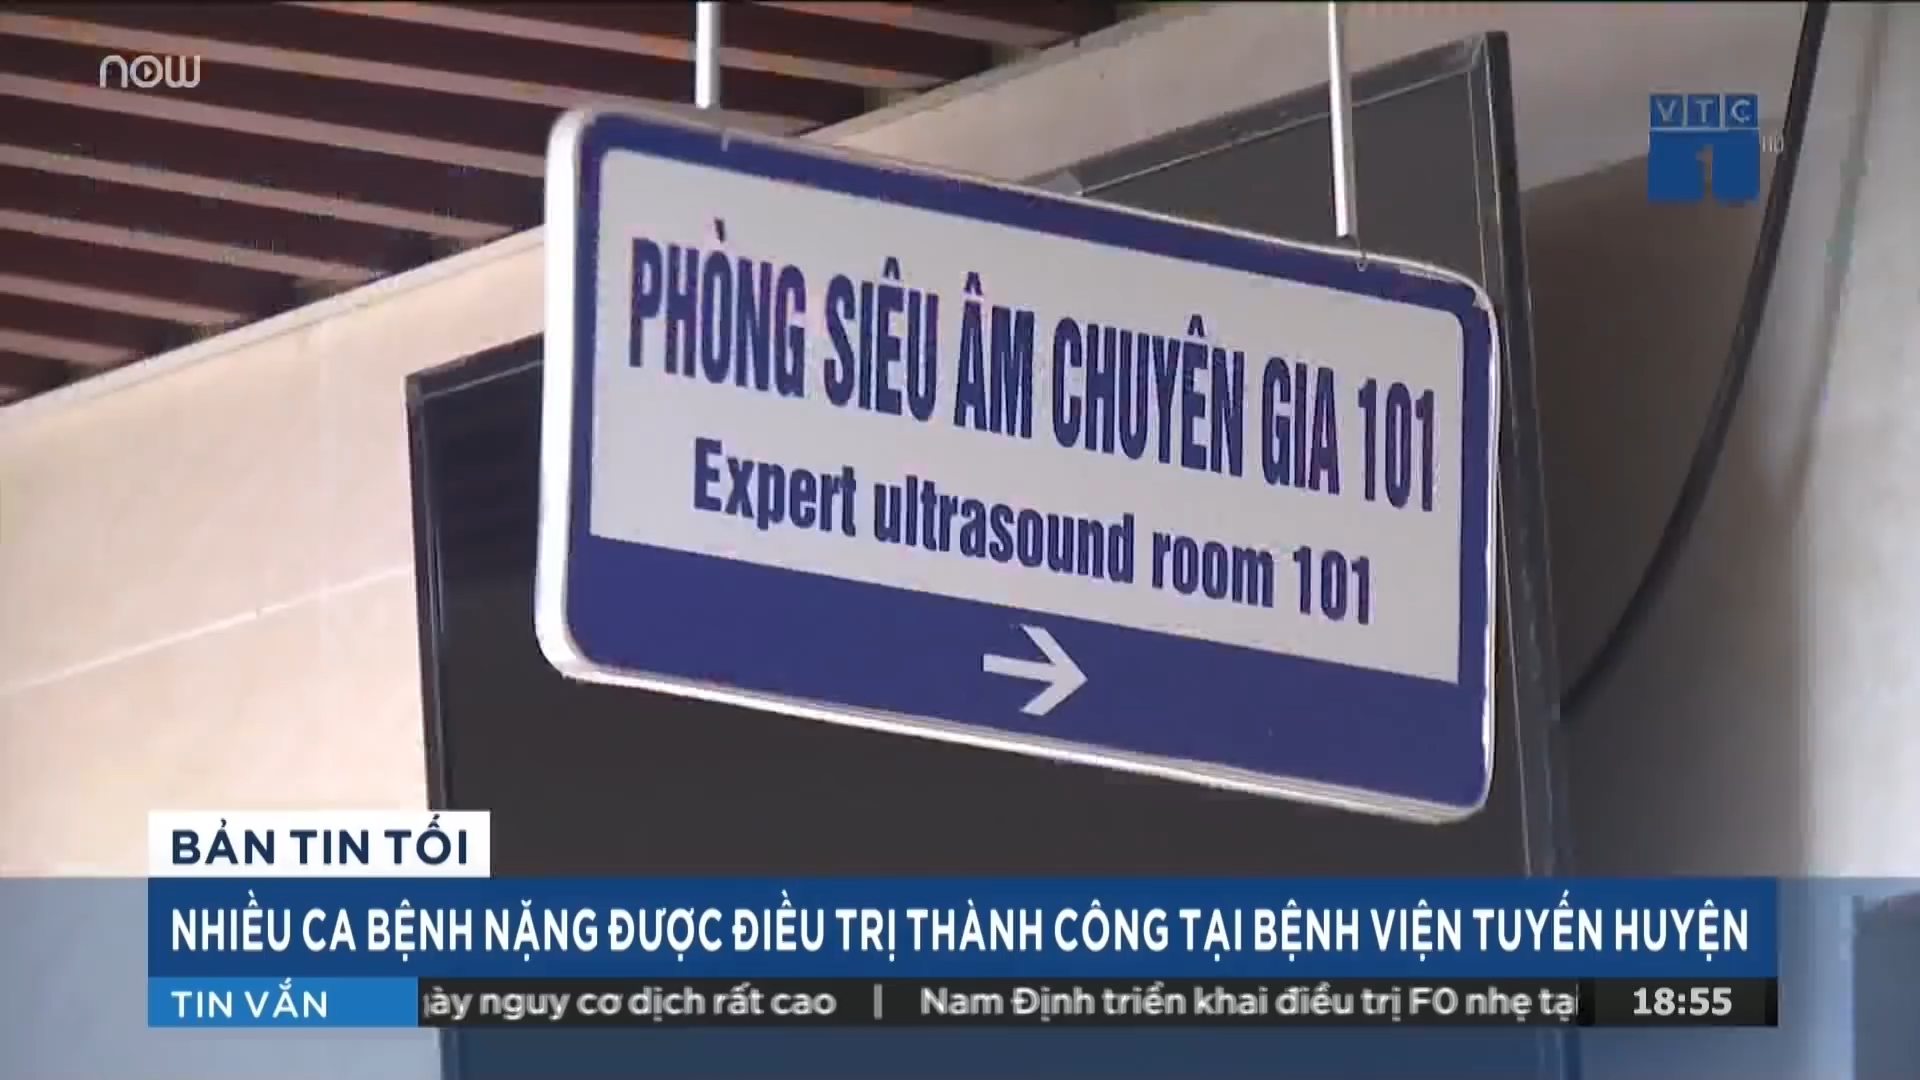 now
VTC
1
HD
PHÒNG SIÊU ÂM CHUYÊN GIA 101
Expert ultrasound room 101
BẢN TIN TỐI
NHIỀU CA BỆNH NẶNG ĐƯỢC ĐIỀU TRỊ THÀNH CÔNG TẠI BỆNH VIỆN TUYẾN HUYỆN
TIN VẮN
nguy cơ dịch rất cao | Nam Định triển khai điều trị F0 nhẹ tạ
18:55